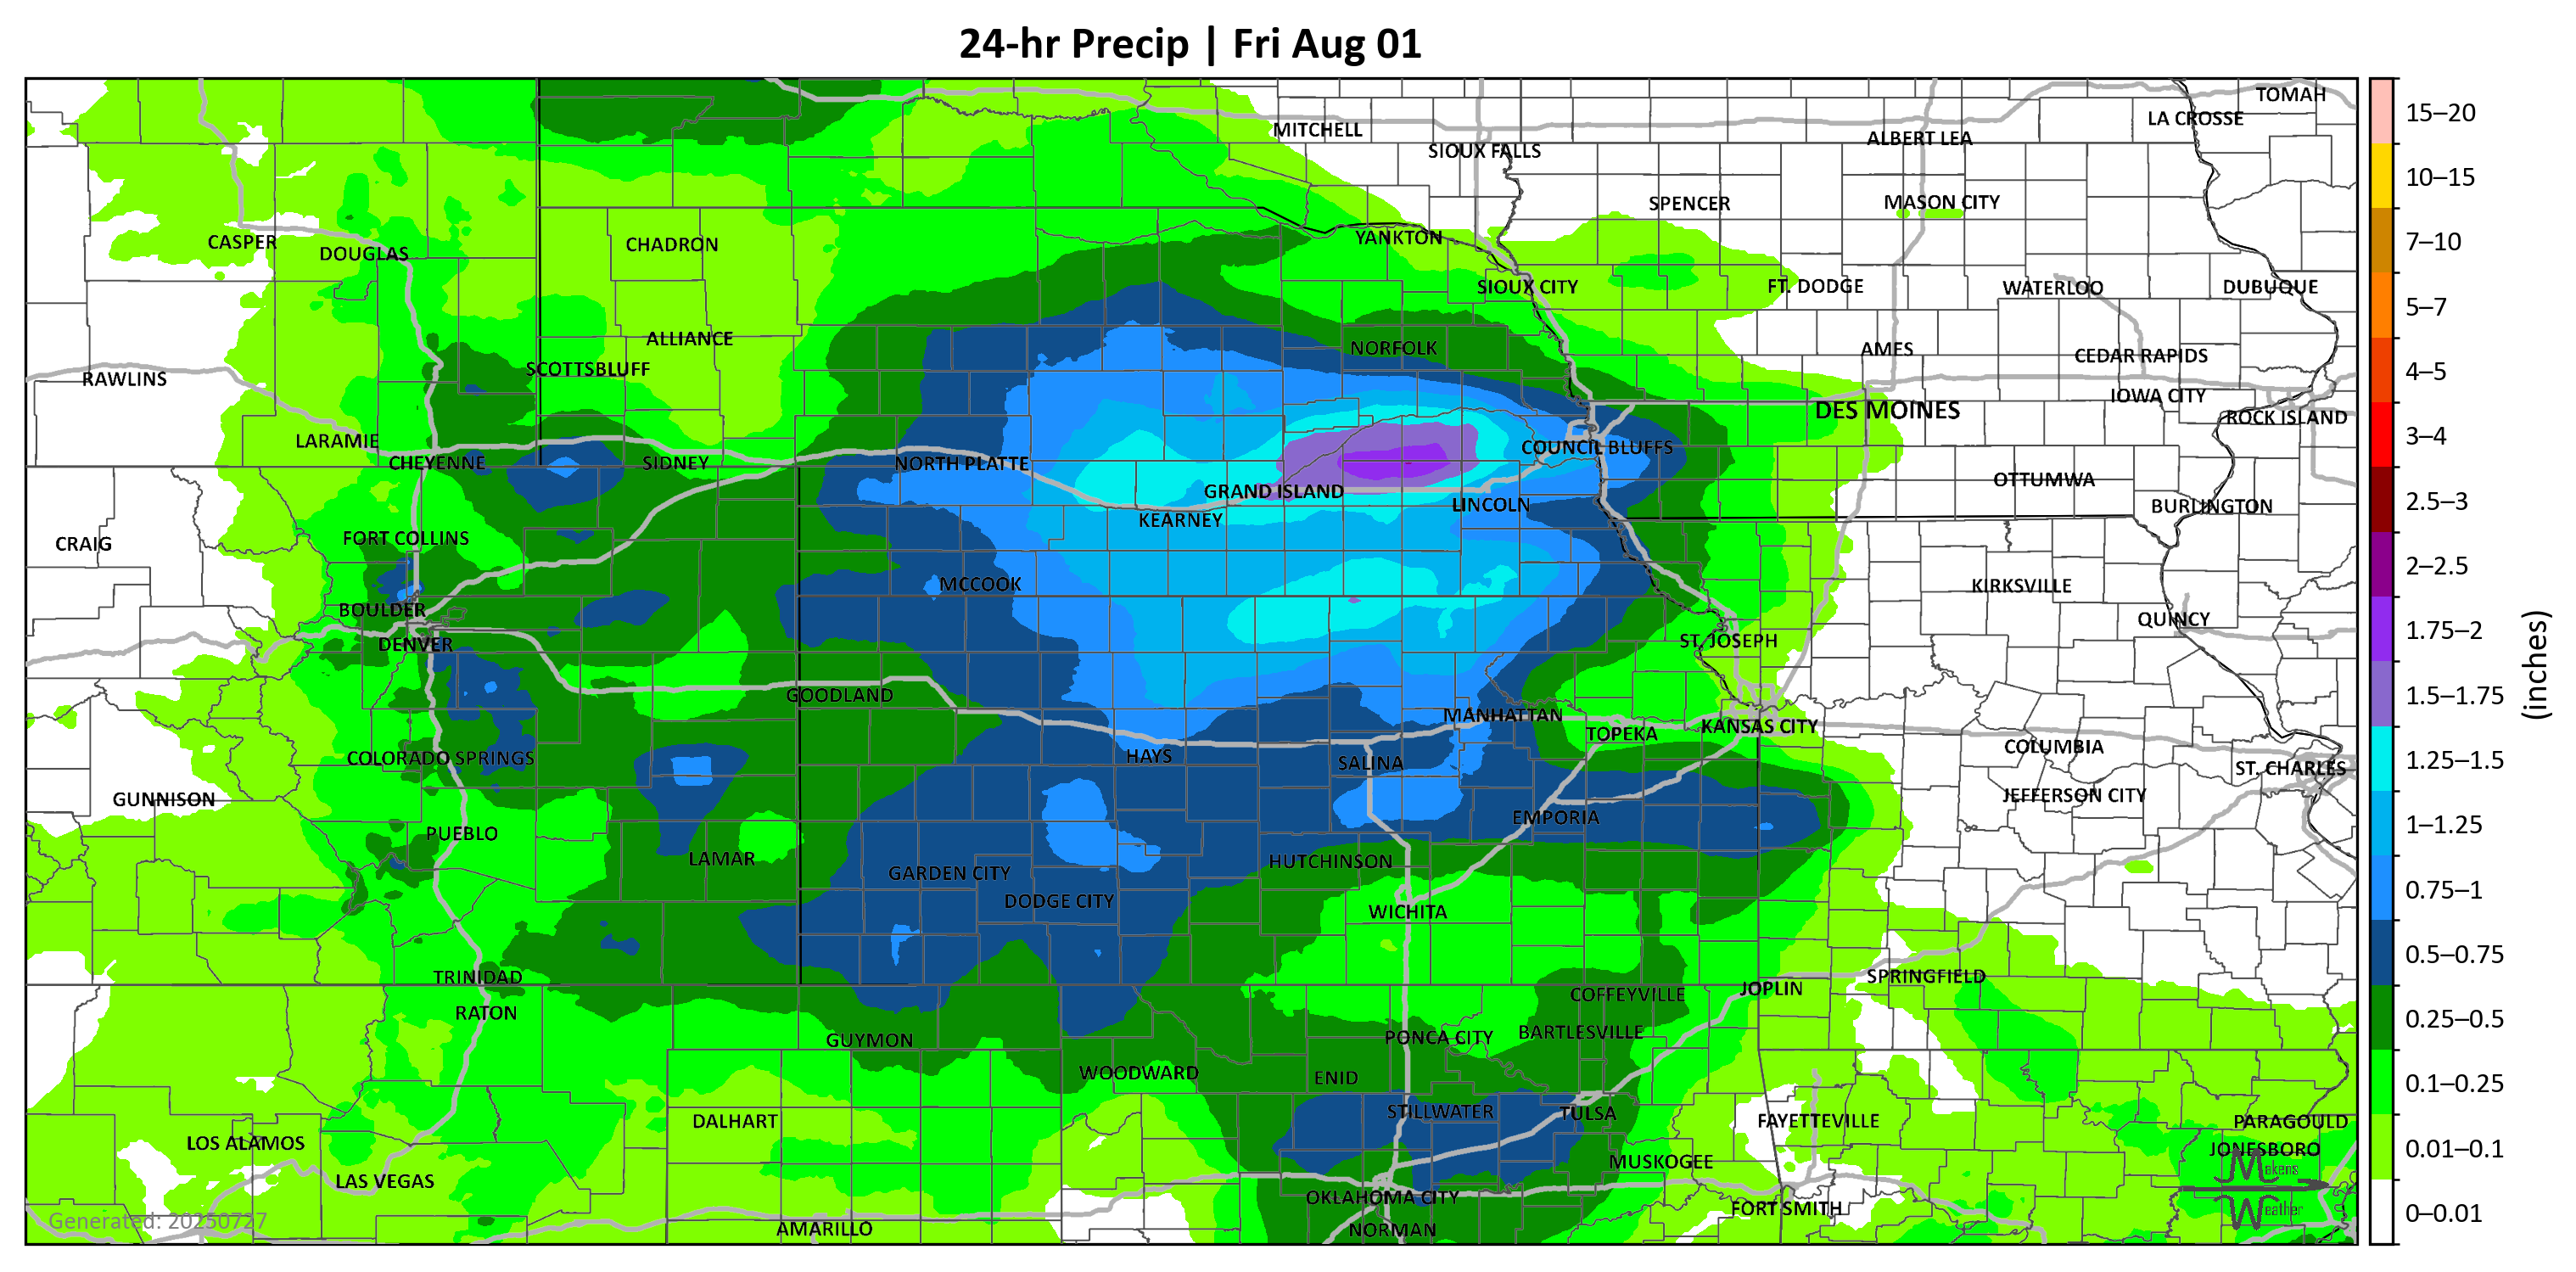 24-hr Precip | Fri Aug 01
TOMAH
LA CROSSE
MITCHELL
ALBERT LEA
SIOUX FALLS
SPENCER
MASON CITY
CASPER
DOUGLAS
CHADRON
YANKTON
SIOUX CITY
FT. DODGE
WATERLOO
DUBUQUE
ALLIANCE
NORFOLK
AMES
CEDAR RAPIDS
SCOTTSBLUFF
RAWLINS
IOWA CITY
DES MOINES
ROCK ISLAND
LARAMIE
CHEYENNE
SIDNEY
NORTH PLATTE
COUNCIL BLUFFS
OTTUMWA
GRAND ISLAND
LINCOLN
BURLINGTON
KEARNEY
CRAIG
FORT COLLINS
MCCOOK
KIRKSVILLE
BOULDER
QUINCY
DENVER
ST. JOSEPH
GOODLAND
MANHATTAN
TOPEKA
KANSAS CITY
COLORADO SPRINGS
HAYS
SALINA
COLUMBIA
ST. CHARLES
GUNNISON
JEFFERSON CITY
PUEBLO
EMPORIA
LAMAR
HUTCHINSON
GARDEN CITY
DODGE CITY
WICHITA
TRINIDAD
SPRINGFIELD
COFFEYVILLE
JOPLIN
RATON
GUYMON
PONCA CITY
BARTLESVILLE
WOODWARD
ENID
STILLWATER
TULSA
DALHART
FAYETTEVILLE
PARAGOULD
LOS ALAMOS
JONESBORO
MUSKOGEE
LAS VEGAS
OKLAHOMA CITY
FORT SMITH
AMARILLO
NORMAN
Generated: 20250727
Makens
Weather
15–20
10–15
7–10
5–7
4–5
3–4
2.5–3
2–2.5
1.75–2
1.5–1.75
1.25–1.5
1–1.25
0.75–1
0.5–0.75
0.25–0.5
0.1–0.25
0.01–0.1
0–0.01
(inches)